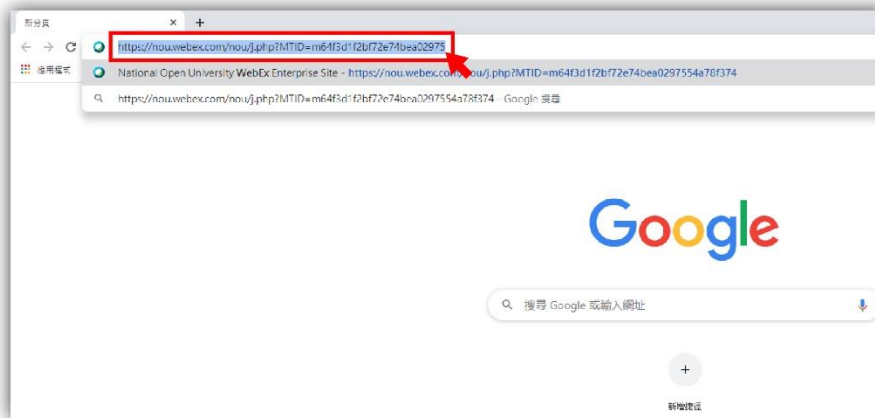 新分頁
https://nou.webex.com/nou/j.php?MTID=m64f3d1f2bf72e74bea02975
應用程式
National Open University WebEx Enterprise Site - https://nou.webex.com/nou/j.php?MTID=m64f3d1f2bf72e74bea0297554a78f374
https://nou.webex.com/nou/j.php?MTID=m64f3d1f2bf72e74bea0297554a78f374 - Google 搜尋
Google
搜尋 Google 或輸入網址
新增捷徑